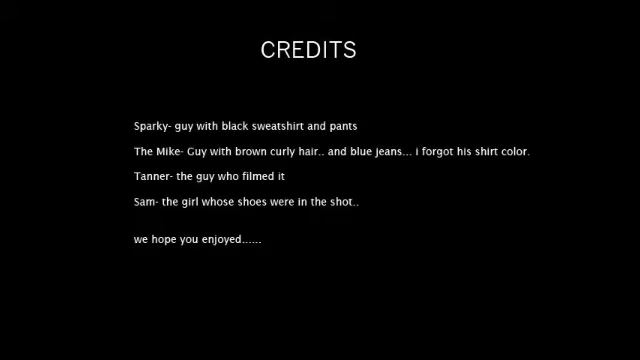 CREDITS
Sparky- guy with black sweatshirt and pants
The Mike- Guy with brown curly hair.. and blue jeans... i forgot his shirt color.
Tanner- the guy who filmed it
Sam- the girl whose shoes were in the shot..
we hope you enjoyed......